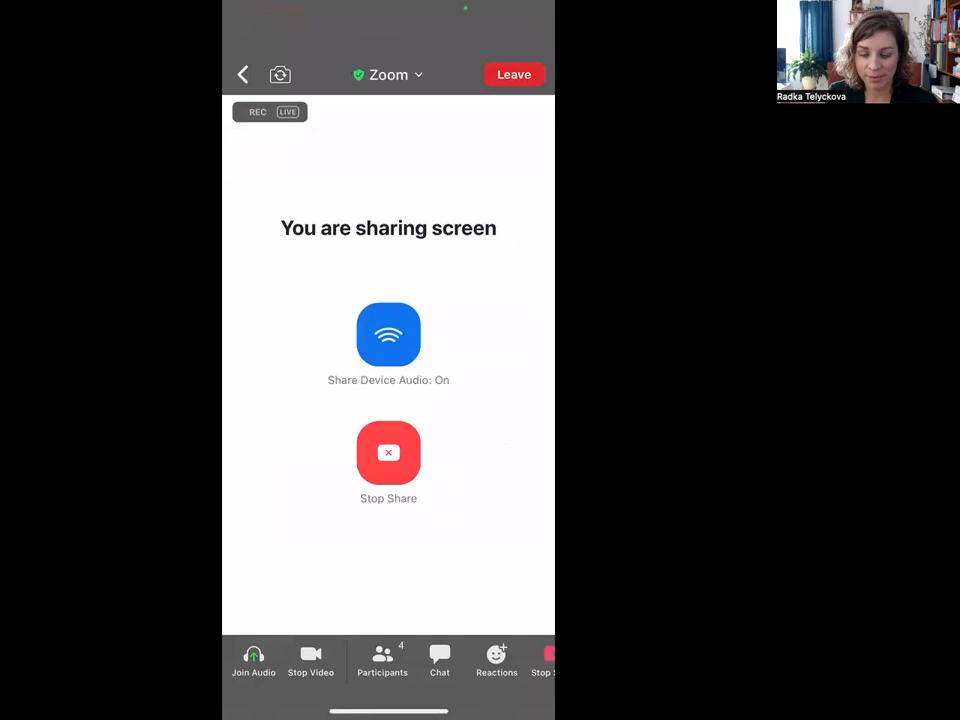 Zoom
Leave
REC LIVE
You are sharing screen
Share Device Audio: On
Stop Share
Join Audio
Stop Video
4
Participants
Chat
Reactions
Stop
Radka Telyckova